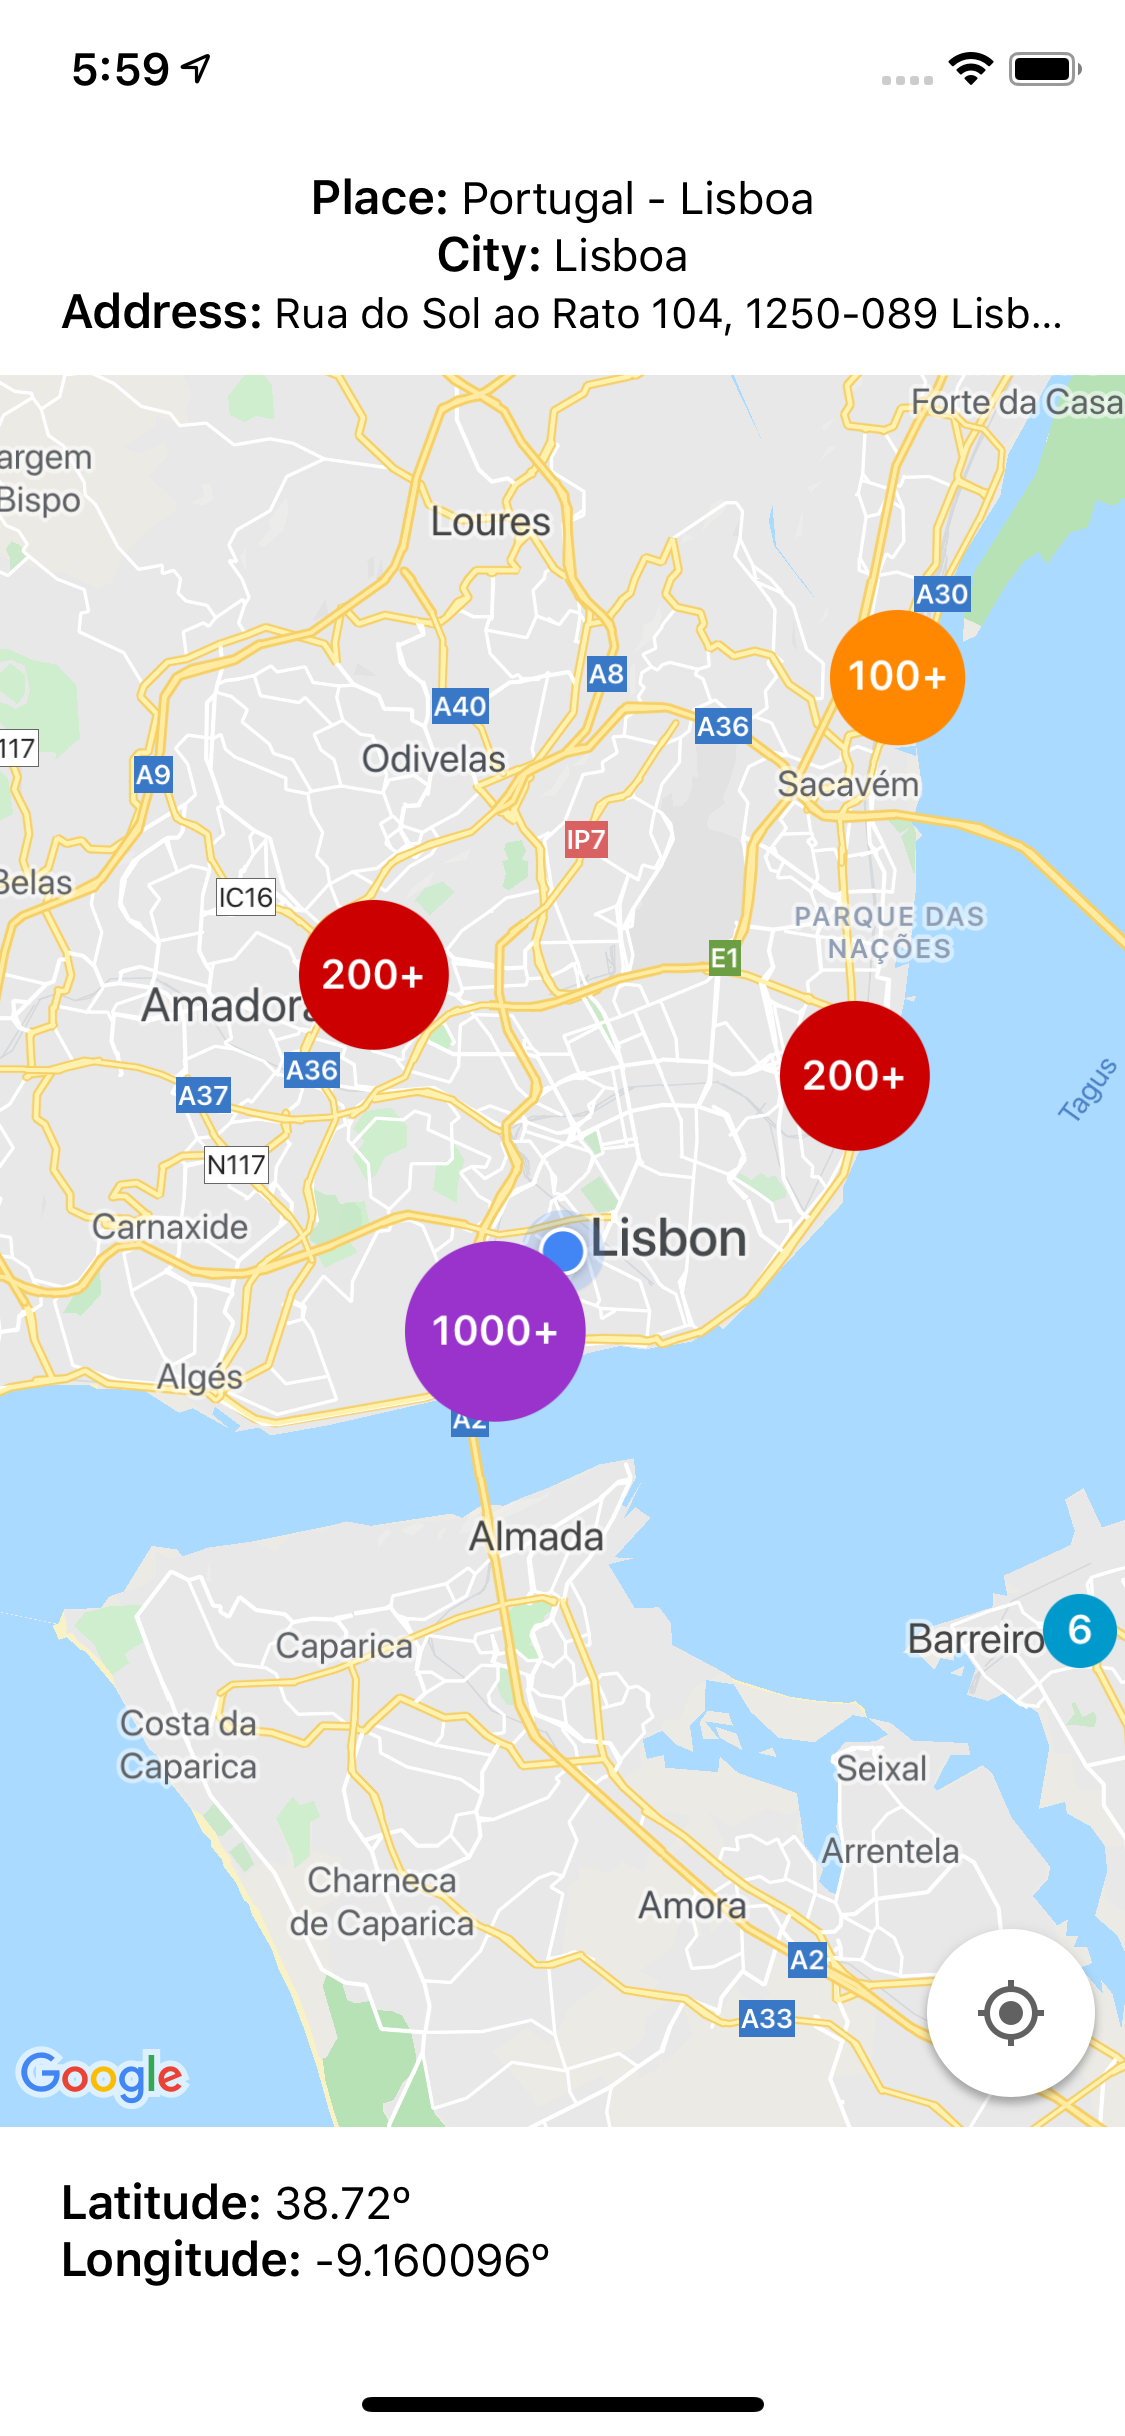 5:59
Place: Portugal - Lisboa
City: Lisboa
Address: Rua do Sol ao Rato 104, 1250-089 Lisb...
Forte da Casa
argem
Bispo
Loures
A30
100+
A8
A40
A36
117
Odivelas
A9
Sacavém
IP7
Belas
IC16
PARQUE DAS
NAÇÕES
E1
200+
Amadora
A36
200+
A37
Tagus
N117
Carnaxide
Lisbon
1000+
Algés
A2
Almada
Barreiro
6
Caparica
Costa da
Caparica
Seixal
Arrentela
Charneca
de Caparica
Amora
A2
A33
Google
Latitude: 38.72º
Longitude: -9.160096º